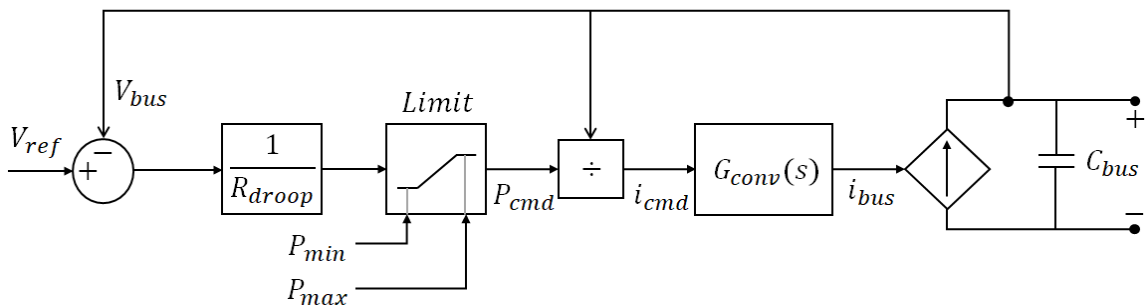 V_bus
Limit
V_ref
+
−
1
R_droop
P_cmd
÷
i_cmd
G_conv(s)
i_bus
C_bus
+
−
P_min
P_max